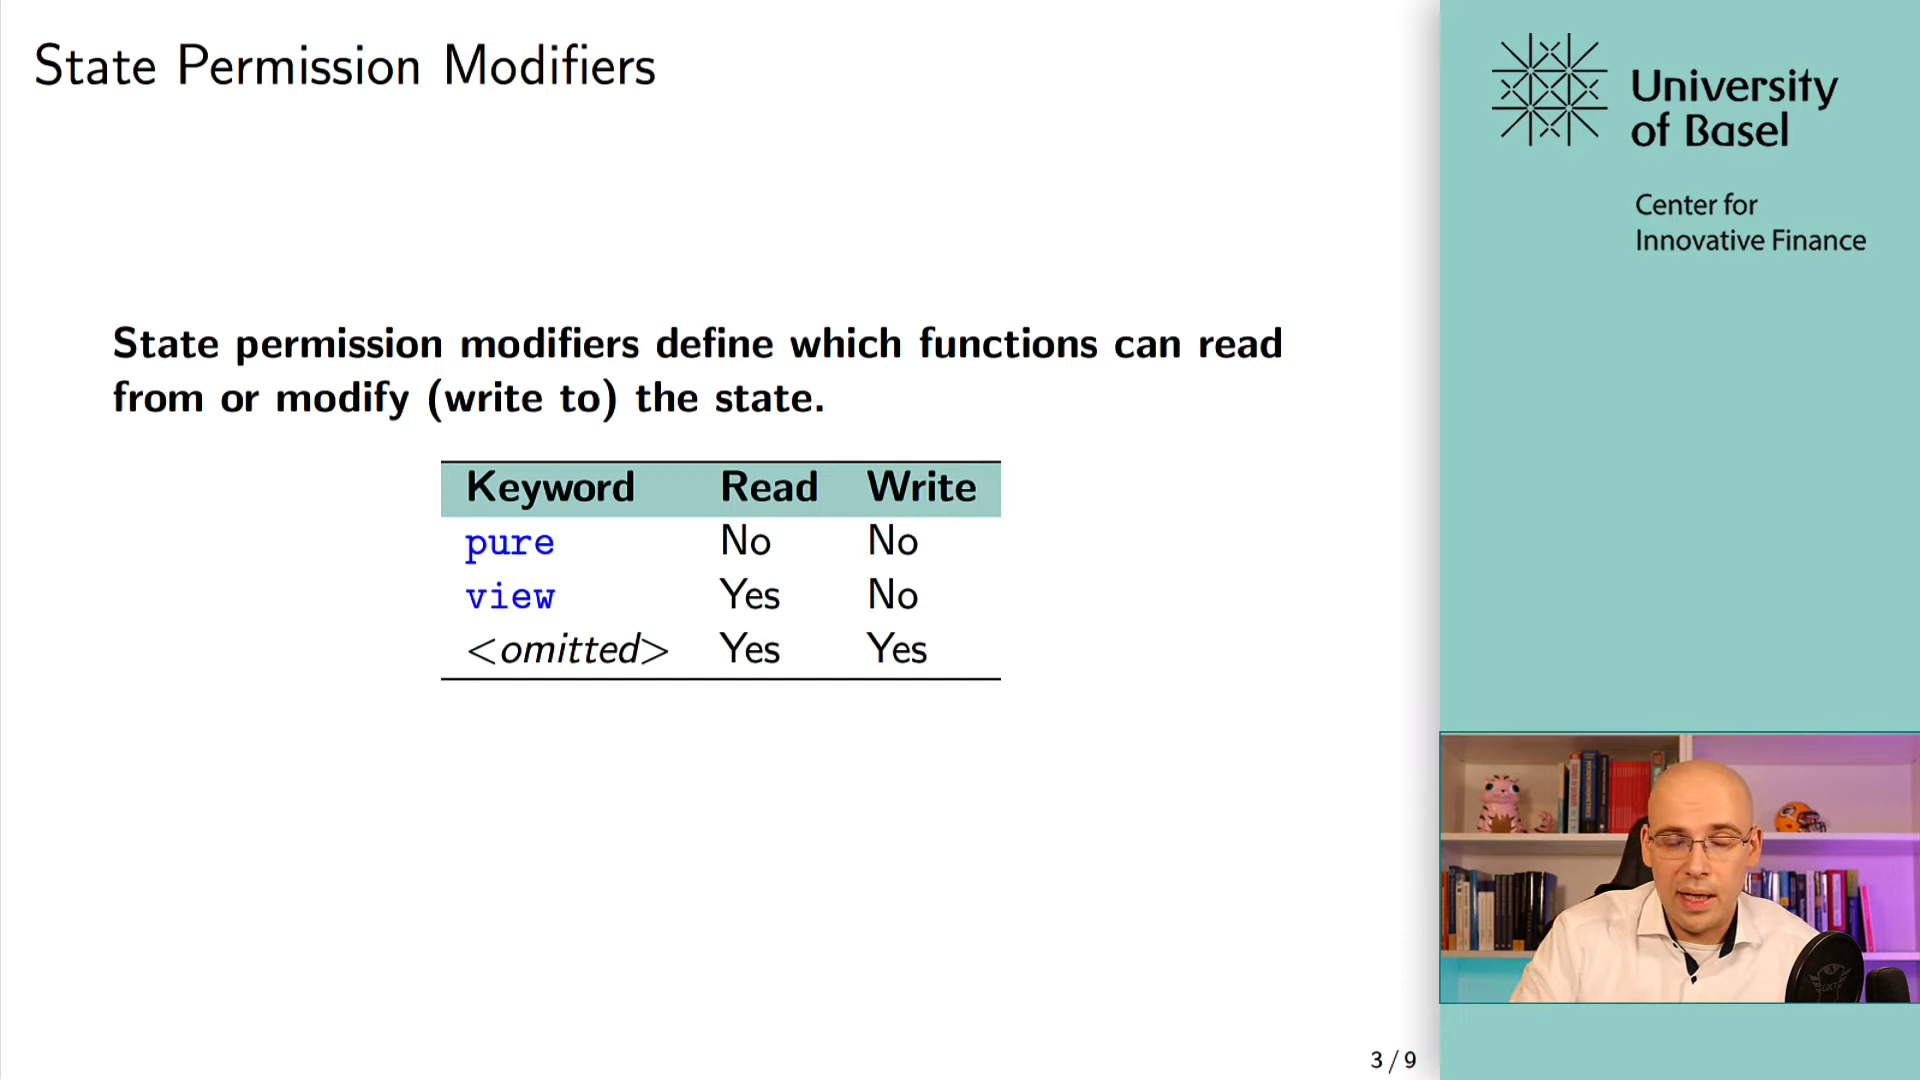 State Permission Modifiers
University
of Basel
Center for
Innovative Finance
State permission modifiers define which functions can read
from or modify (write to) the state.
Keyword Read Write
pure No No
view Yes No
<omitted> Yes Yes
3 / 9